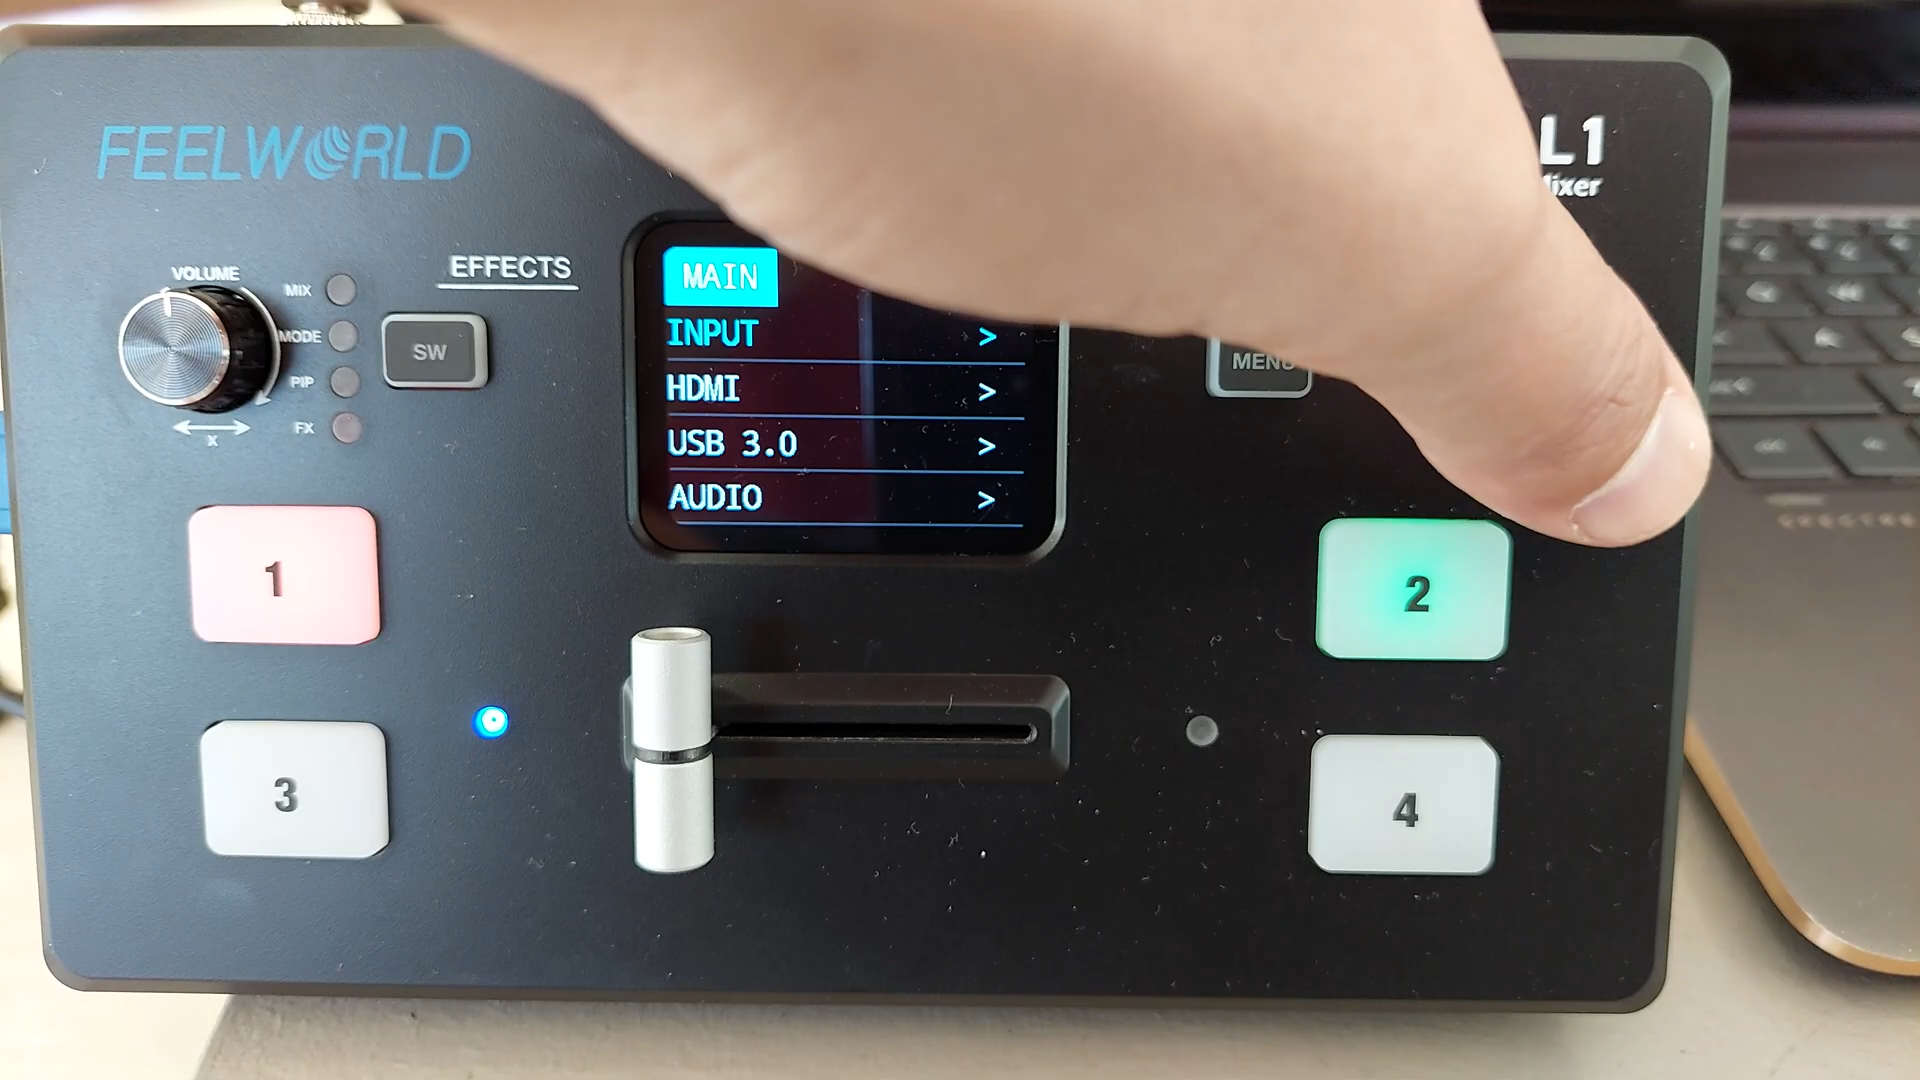 FEELWORLD
L1
VOLUME
MIX
MODE
PIP
FX
X
EFFECTS
SW
MAIN
INPUT >
HDMI >
USB 3.0 >
AUDIO >
MENU
1
2
3
4